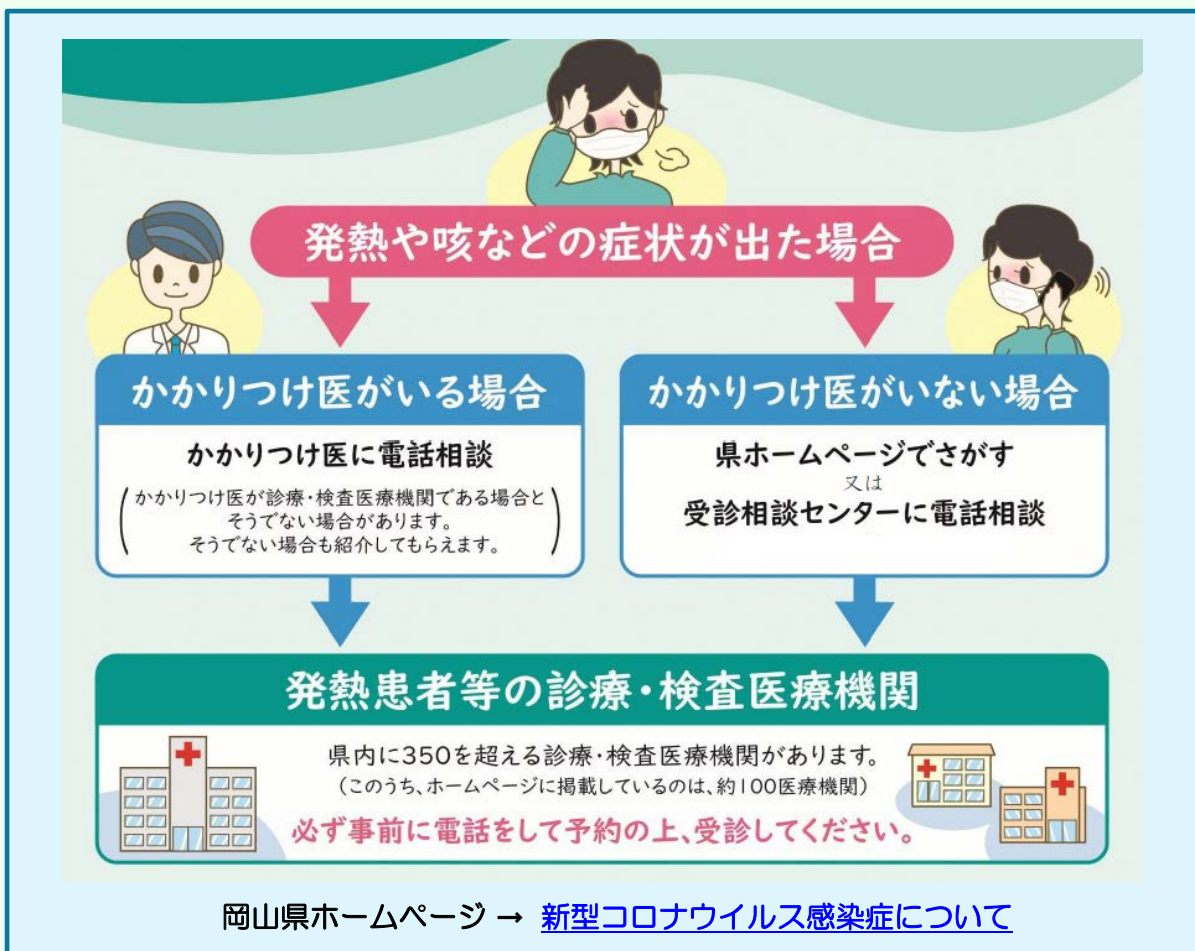 発熱や咳などの症状が出た場合
かかりつけ医がいる場合
かかりつけ医に電話相談
(かかりつけ医が診療・検査医療機関である場合と
そうでない場合があります。
そうでない場合も紹介してもらえます。)
かかりつけ医がいない場合
県ホームページでさがす
又は
受診相談センターに電話相談
発熱患者等の診療・検査医療機関
県内に350を超える診療・検査医療機関があります。
(このうち、ホームページに掲載しているのは、約100医療機関)
必ず事前に電話をして予約の上、受診してください。
岡山県ホームページ → 新型コロナウイルス感染症について